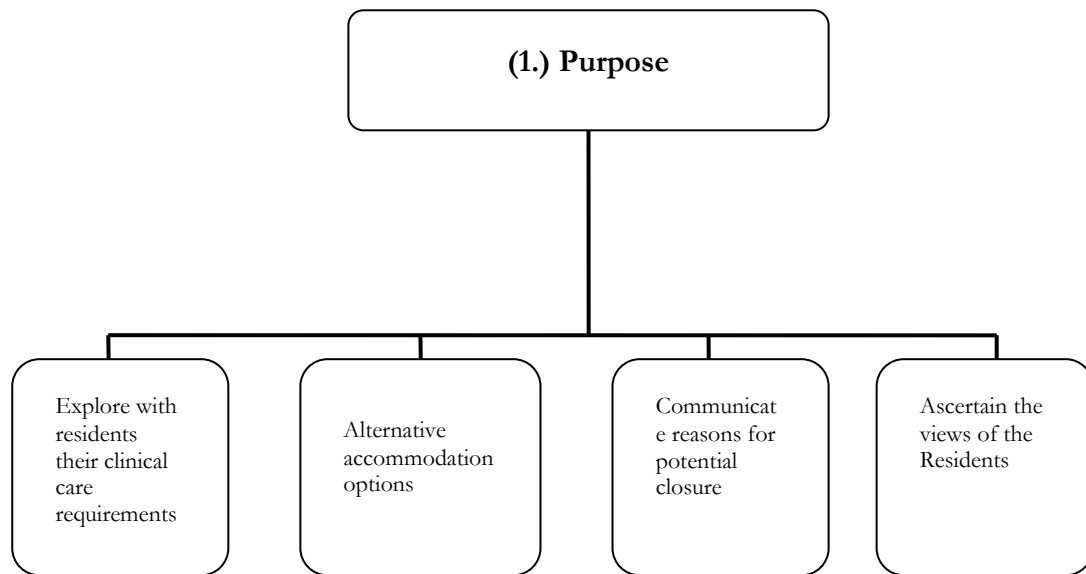 (1.) Purpose
Explore with
residents
their clinical
care
requirements
Alternative
accommodation
options
Communicat
e reasons for
potential
closure
Ascertain the
views of the
Residents